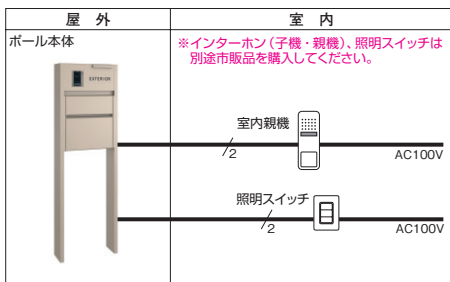 屋 外
室 内
ポール本体
※インターホン(子機・親機)、照明スイッチは
別途市販品を購入してください。
EXTERIOR
室内親機
2
AC100V
照明スイッチ
2
AC100V